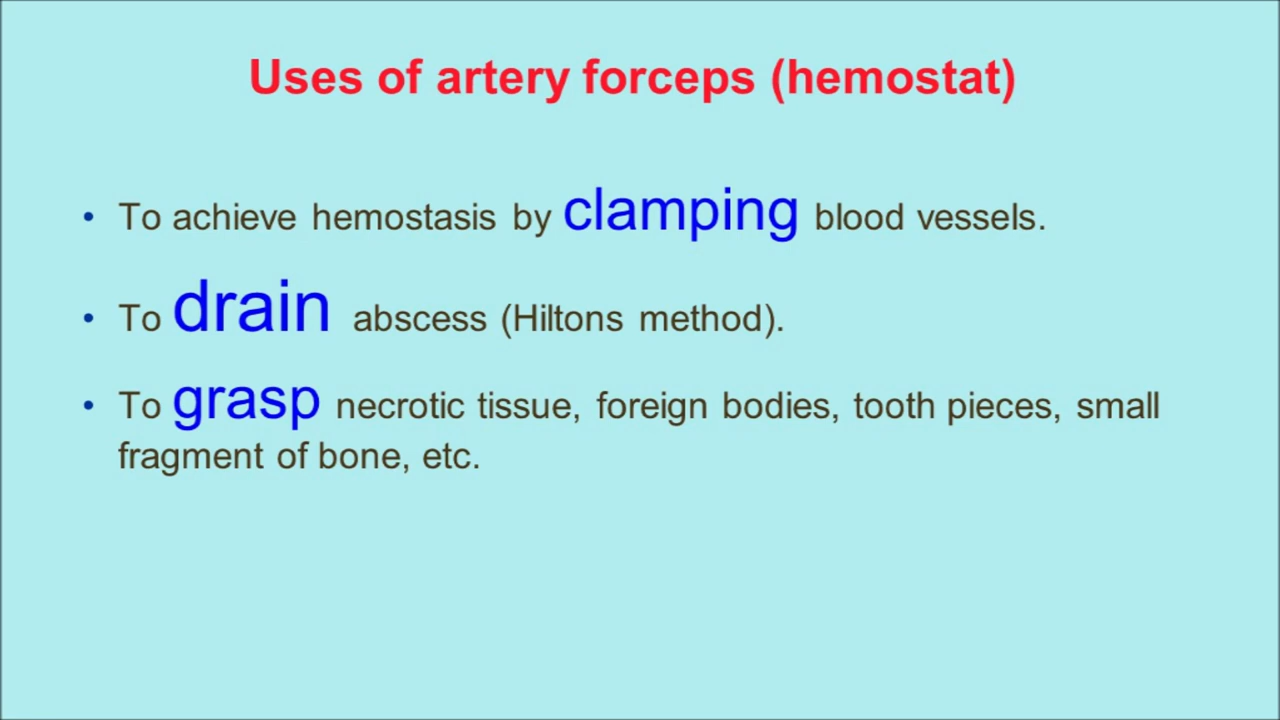 Uses of artery forceps (hemostat)
• To achieve hemostasis by clamping blood vessels.
• To drain abscess (Hiltons method).
• To grasp necrotic tissue, foreign bodies, tooth pieces, small
fragment of bone, etc.